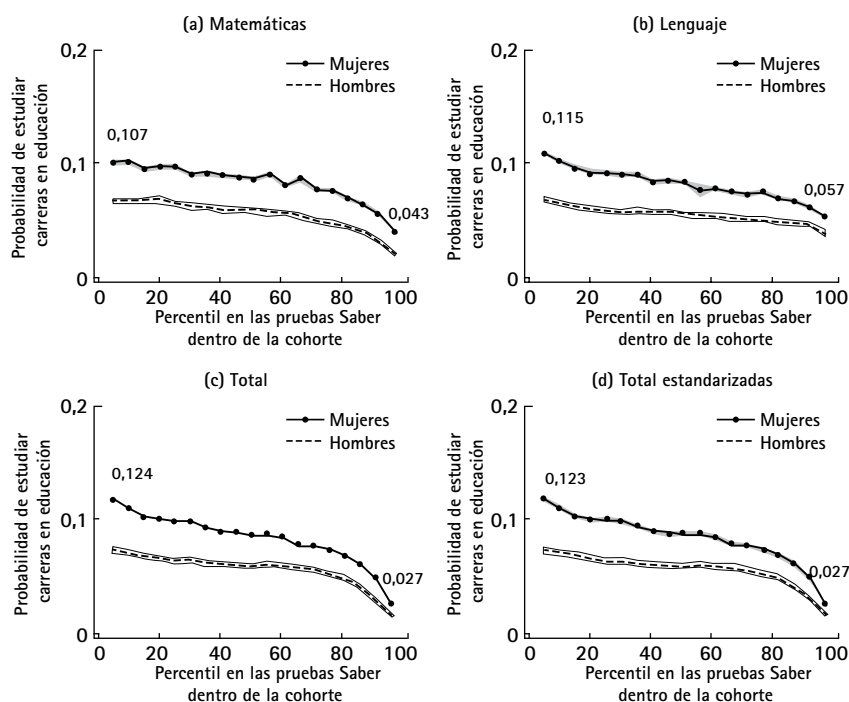 (a) Matemáticas
0,2
Mujeres
Hombres
Probabilidad de estudiar
carreras en educación
0,107
0,1
0,043
0
0 20 40 60 80 100
Percentil en las pruebas Saber
dentro de la cohorte
(b) Lenguaje
0,2
Mujeres
Hombres
Probabilidad de estudiar
carreras en educación
0,115
0,1
0,057
0
0 20 40 60 80 100
Percentil en las pruebas Saber
dentro de la cohorte
(c) Total
0,2
Mujeres
Hombres
Probabilidad de estudiar
carreras en educación
0,124
0,1
0,027
0
0 20 40 60 80 100
Percentil en las pruebas Saber
dentro de la cohorte
(d) Total estandarizadas
0,2
Mujeres
Hombres
Probabilidad de estudiar
carreras en educación
0,123
0,1
0,027
0
0 20 40 60 80 100
Percentil en las pruebas Saber
dentro de la cohorte